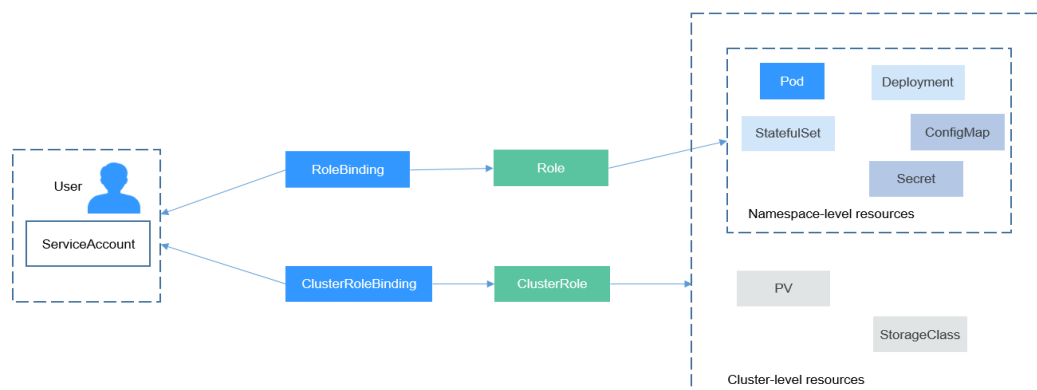 User
ServiceAccount
RoleBinding
Role
ClusterRoleBinding
ClusterRole
Pod
Deployment
StatefulSet
ConfigMap
Secret
Namespace-level resources
PV
StorageClass
Cluster-level resources